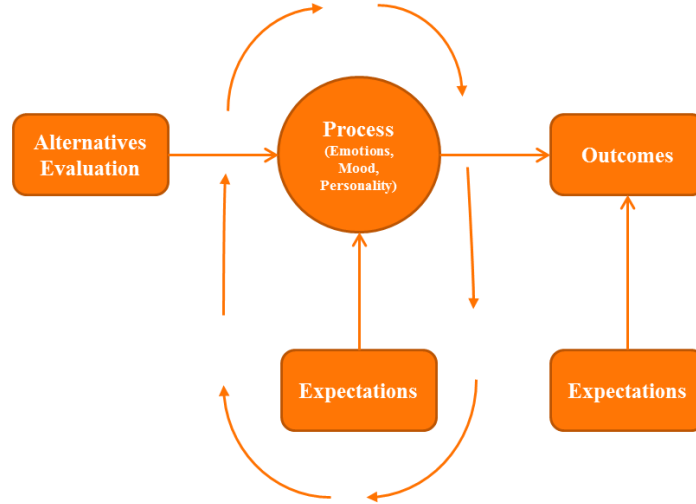 Alternatives
Evaluation
Process
(Emotions,
Mood,
Personality)
Outcomes
Expectations
Expectations